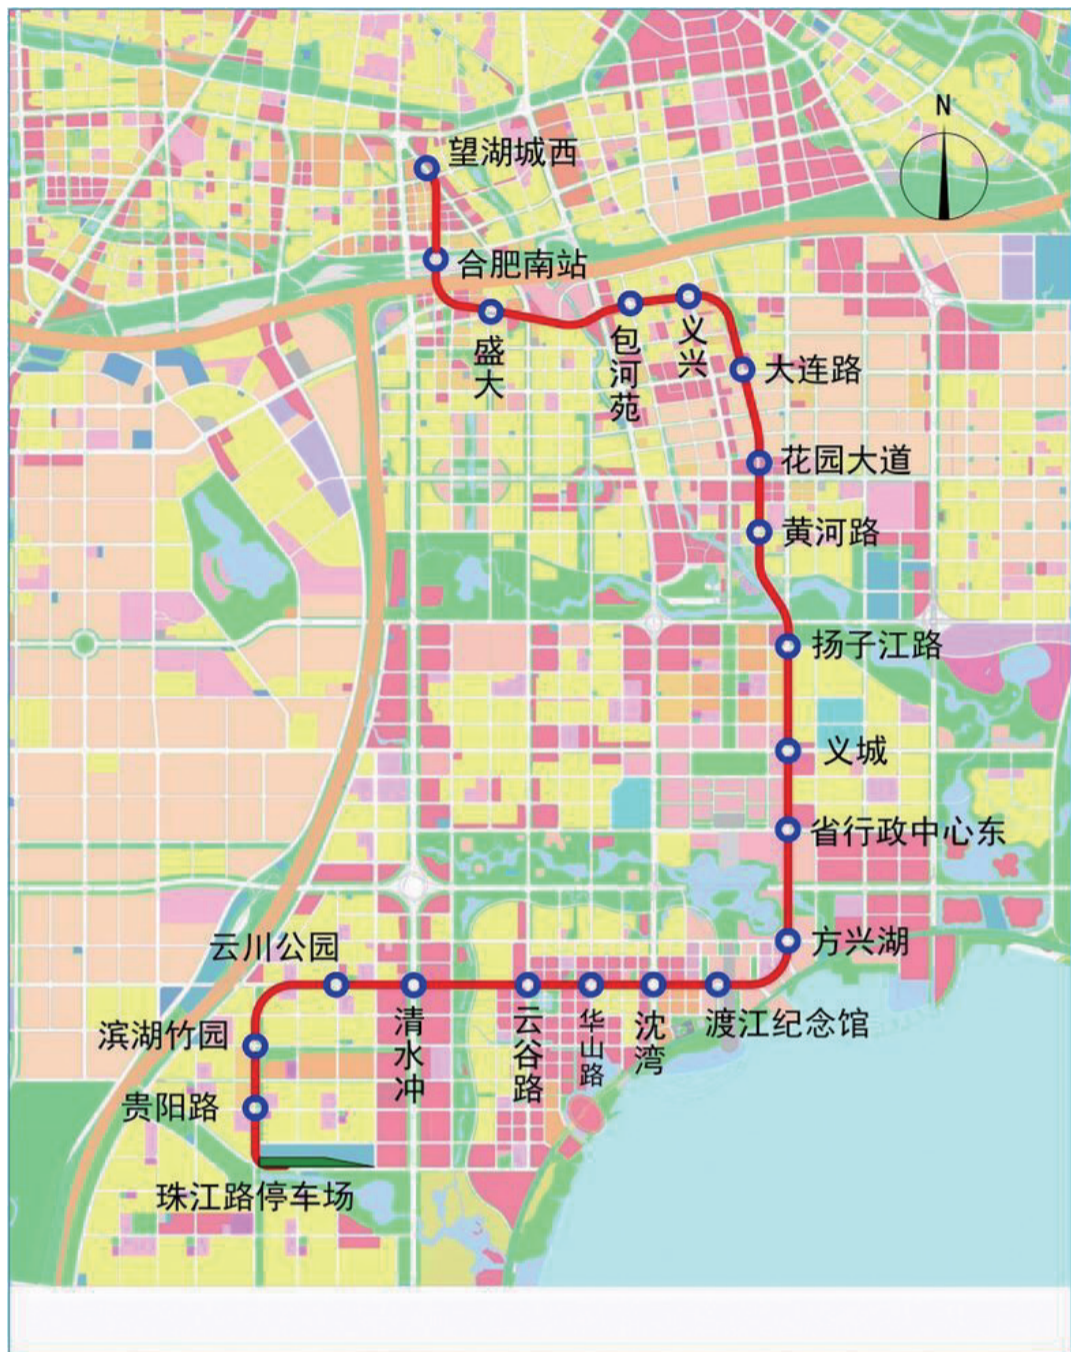 N
望湖城西
合肥南站
盛大
包河苑
义兴
大连路
花园大道
黄河路
扬子江路
义城
省行政中心东
方兴湖
云川公园
清水冲
云谷路
华山路
沈湾
渡江纪念馆
滨湖竹园
贵阳路
珠江路停车场